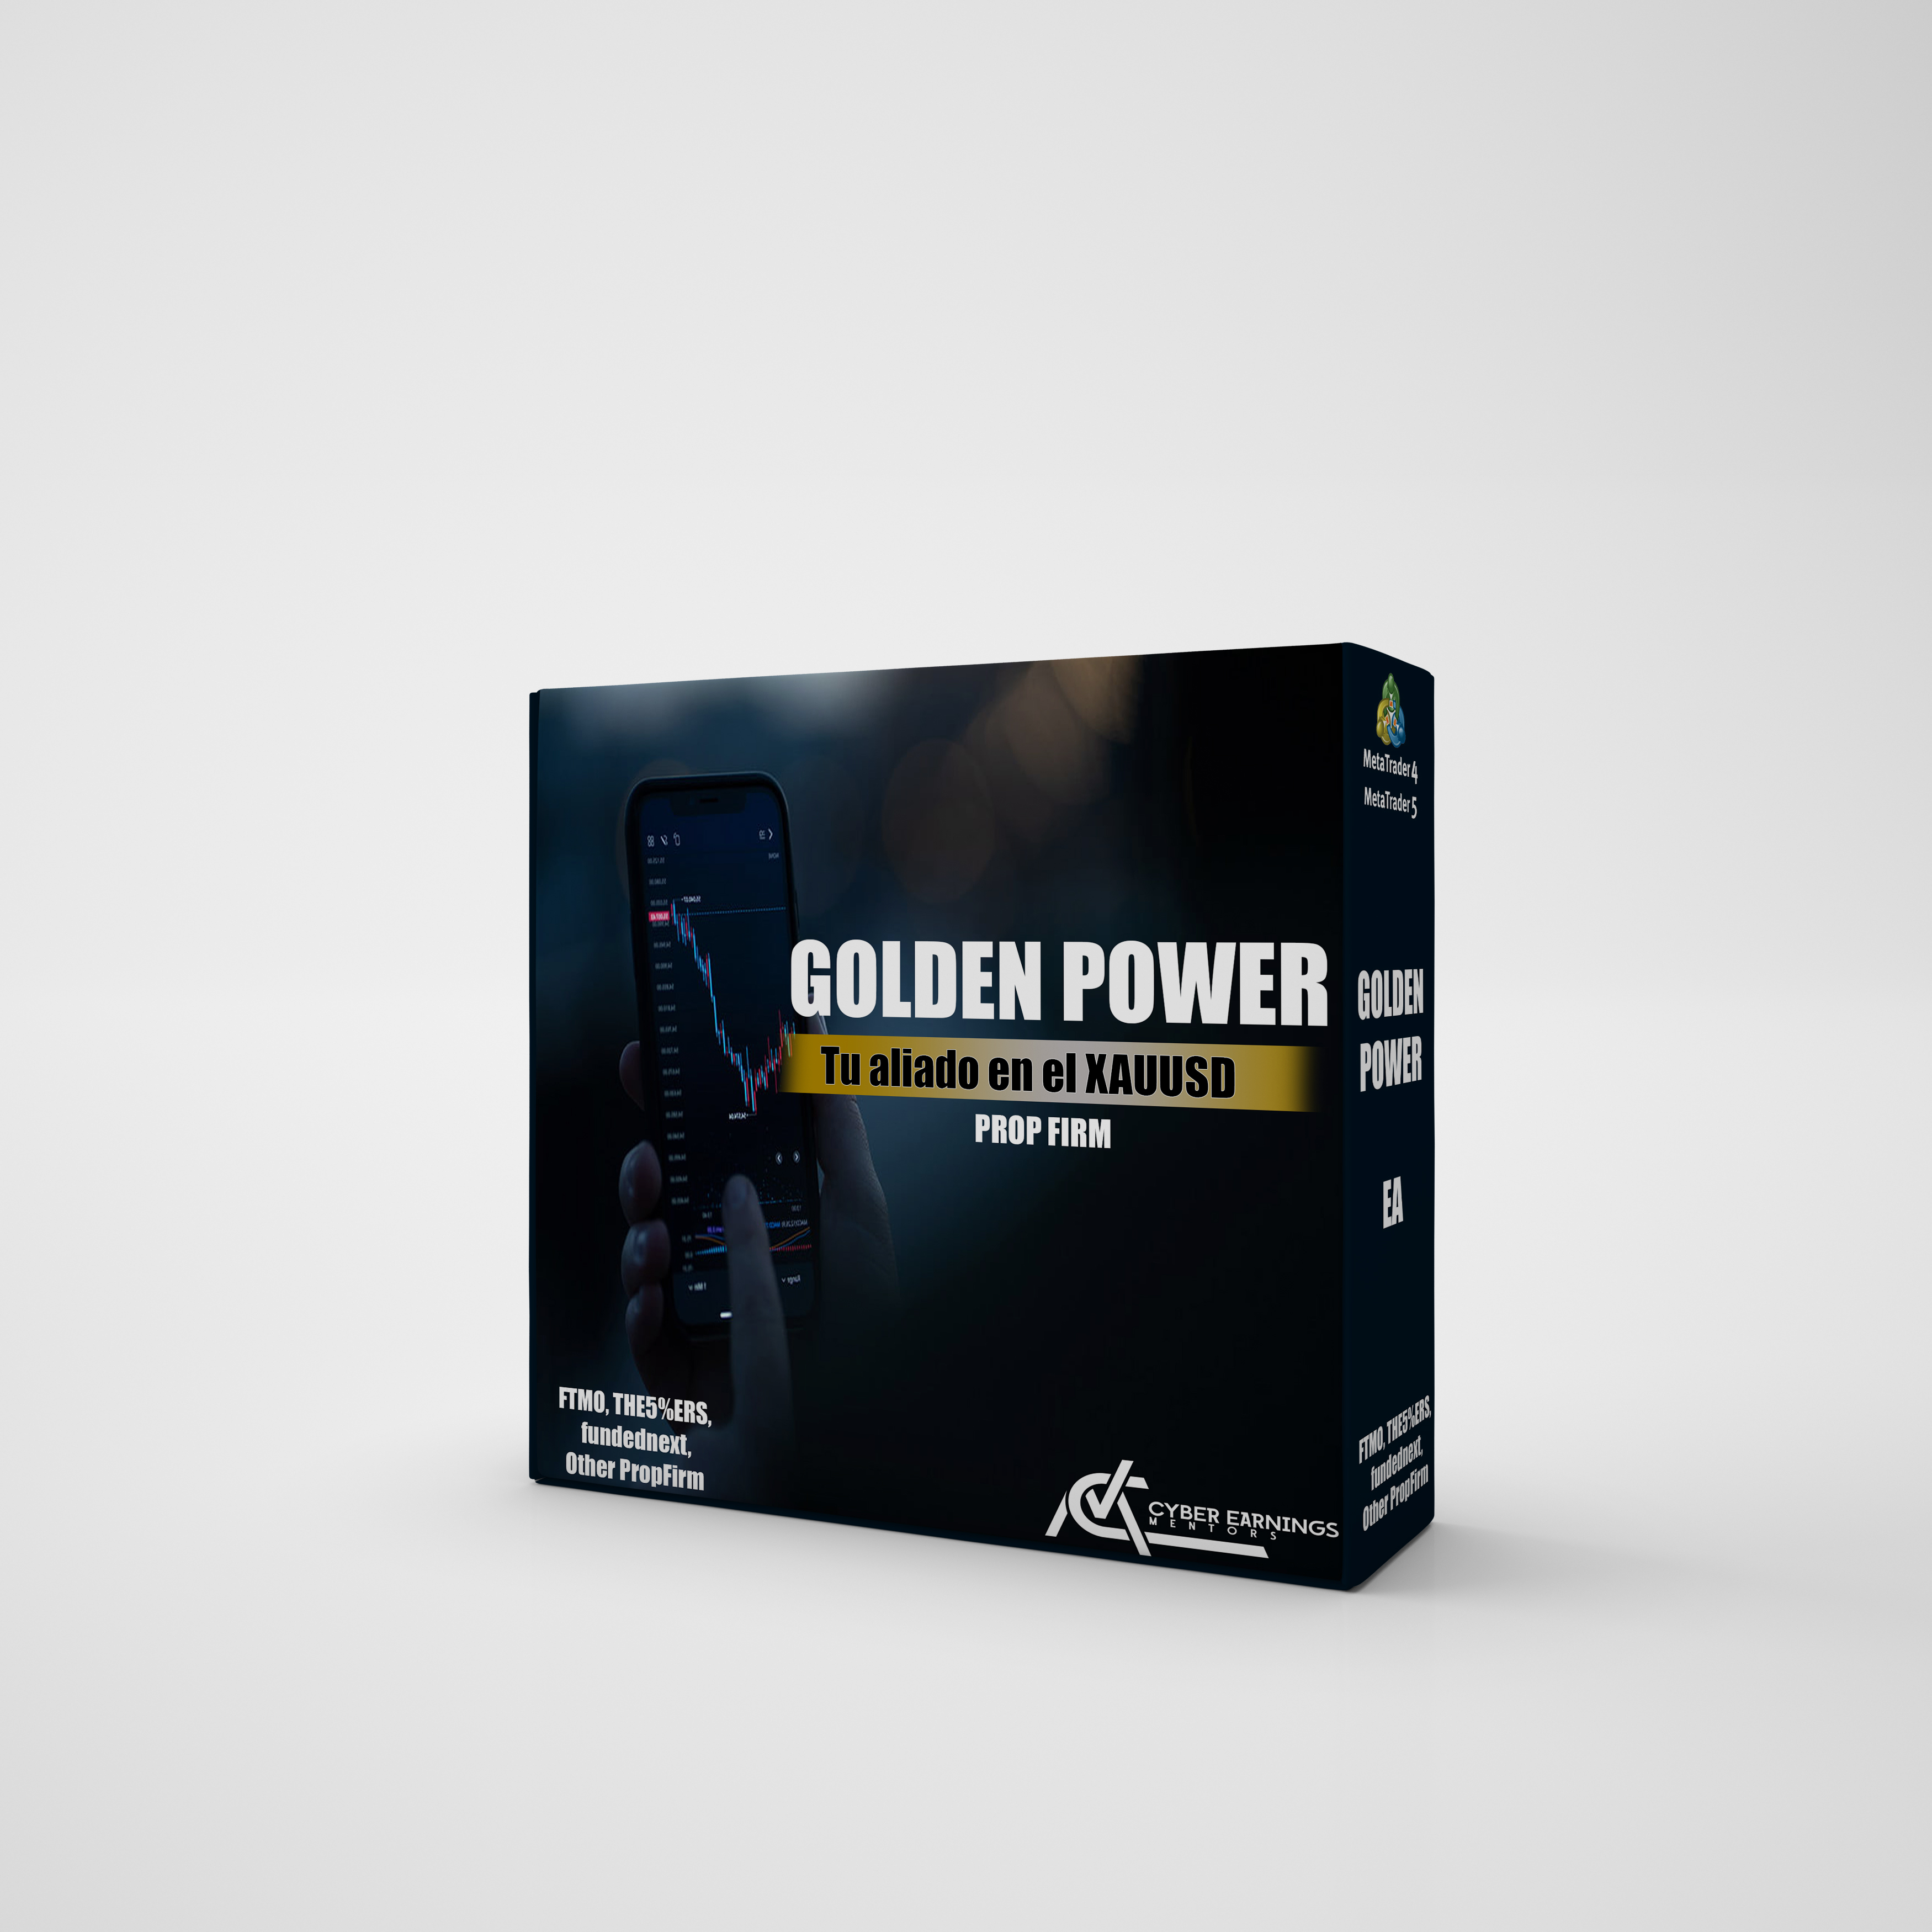 GOLDEN POWER
Tu aliado en el XAUUSD
PROP FIRM
FTMO, THE5%ERS,
fundednext,
Other PropFirm
CYBER EARNINGS
MENTORS
MetaTrader 4
MetaTrader 5
GOLDEN
POWER
EA
FTMO, THE5%ERS,
fundednext,
Other PropFirm